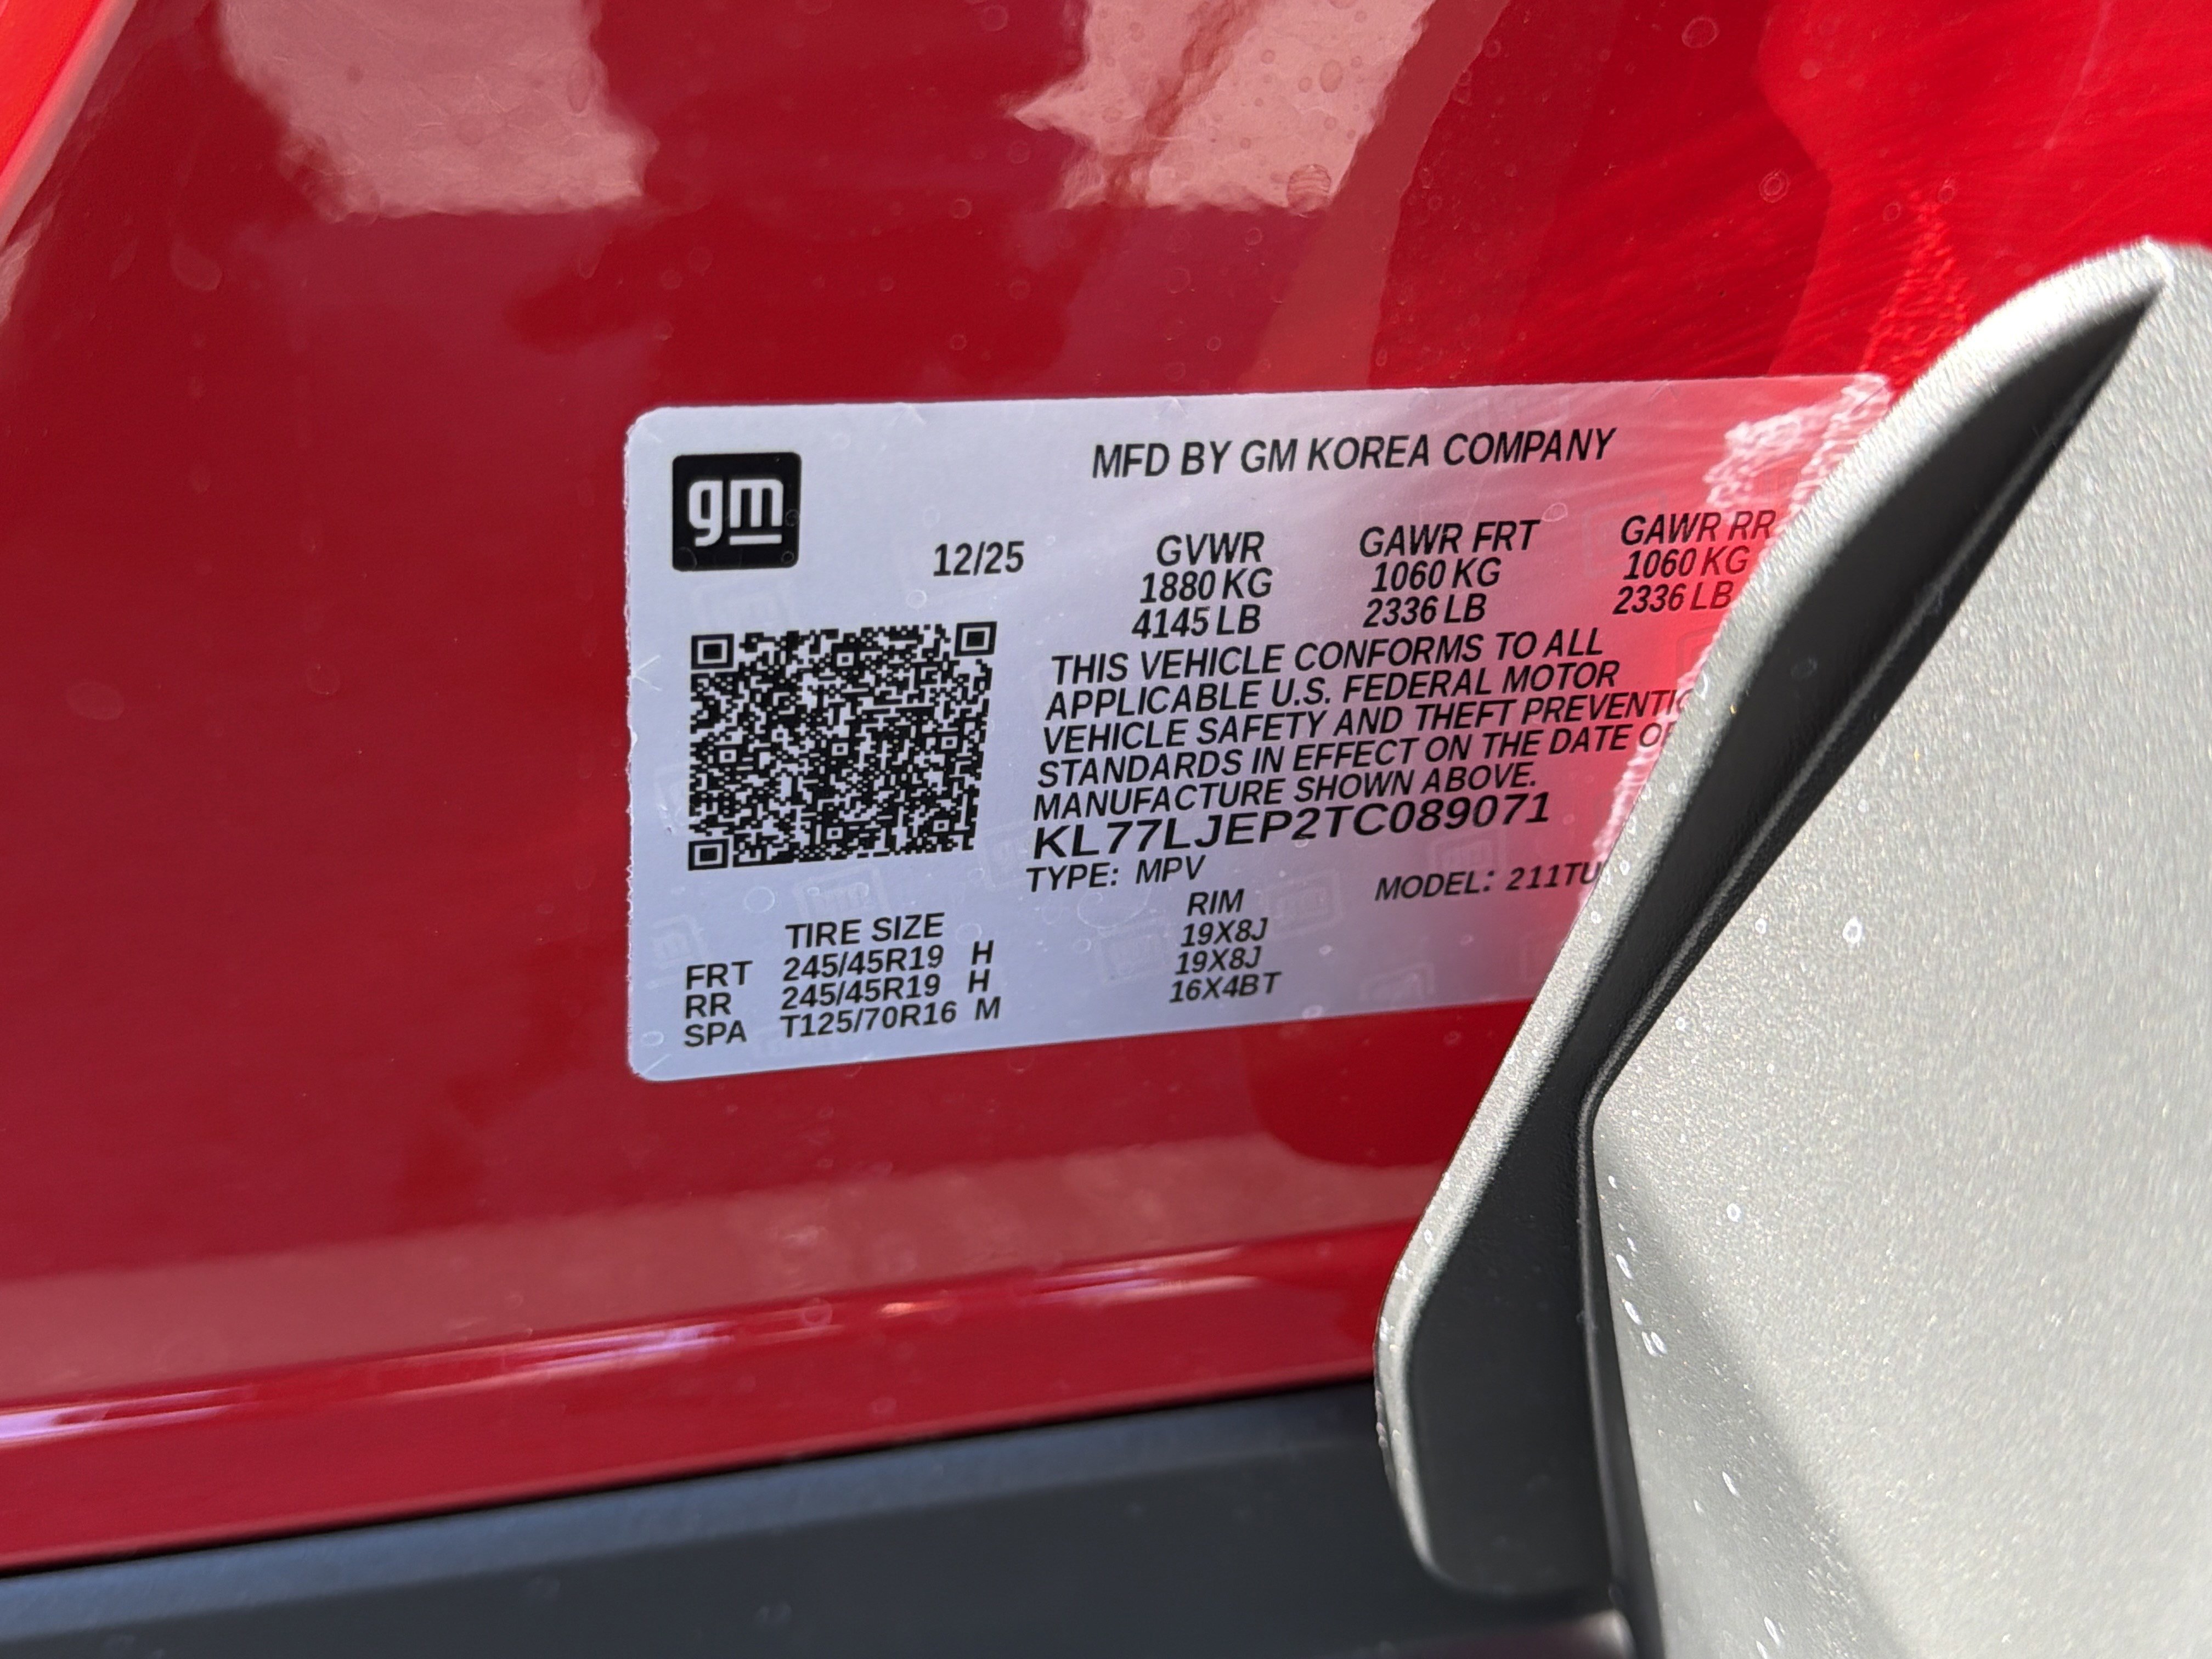 gm
MFD BY GM KOREA COMPANY
12/25
GVWR GAWR FRT GAWR RR
1880 KG 1060 KG 1060 KG
4145 LB 2336 LB 2336 LB
THIS VEHICLE CONFORMS TO ALL
APPLICABLE U.S. FEDERAL MOTOR
VEHICLE SAFETY AND THEFT PREVENTI
STANDARDS IN EFFECT ON THE DATE OF
MANUFACTURE SHOWN ABOVE.
KL77LJEP2TC089071
TYPE: MPV MODEL: 211TU
TIRE SIZE RIM
FRT 245/45R19 H 19X8J
RR 245/45R19 H 19X8J
SPA T125/70R16 M 16X4BT